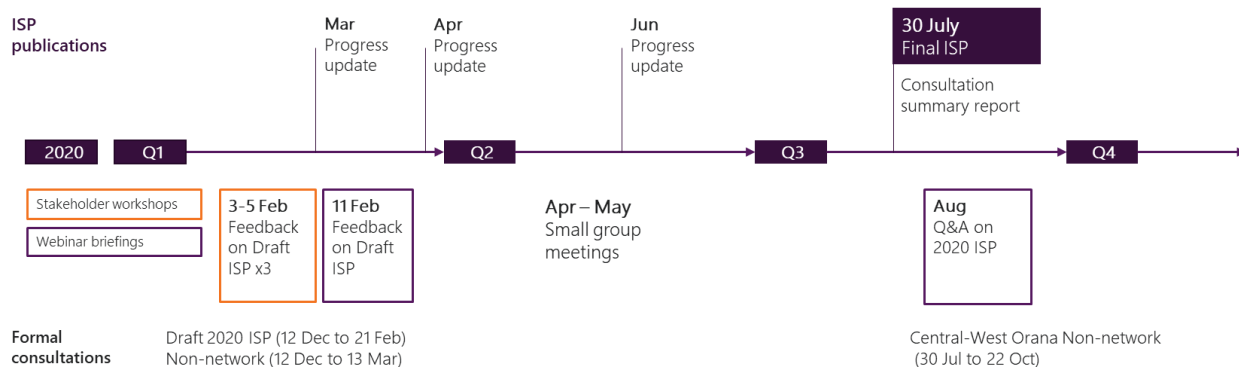 ISP
publications
Mar
Progress
update
Apr
Progress
update
Jun
Progress
update
30 July
Final ISP
Consultation
summary report
2020
Q1
Q2
Q3
Q4
Stakeholder workshops
Webinar briefings
3-5 Feb
Feedback
on Draft
ISP x3
11 Feb
Feedback
on Draft
ISP
Apr – May
Small group
meetings
Aug
Q&A on
2020 ISP
Formal
consultations
Draft 2020 ISP (12 Dec to 21 Feb)
Non-network (12 Dec to 13 Mar)
Central-West Orana Non-network
(30 Jul to 22 Oct)